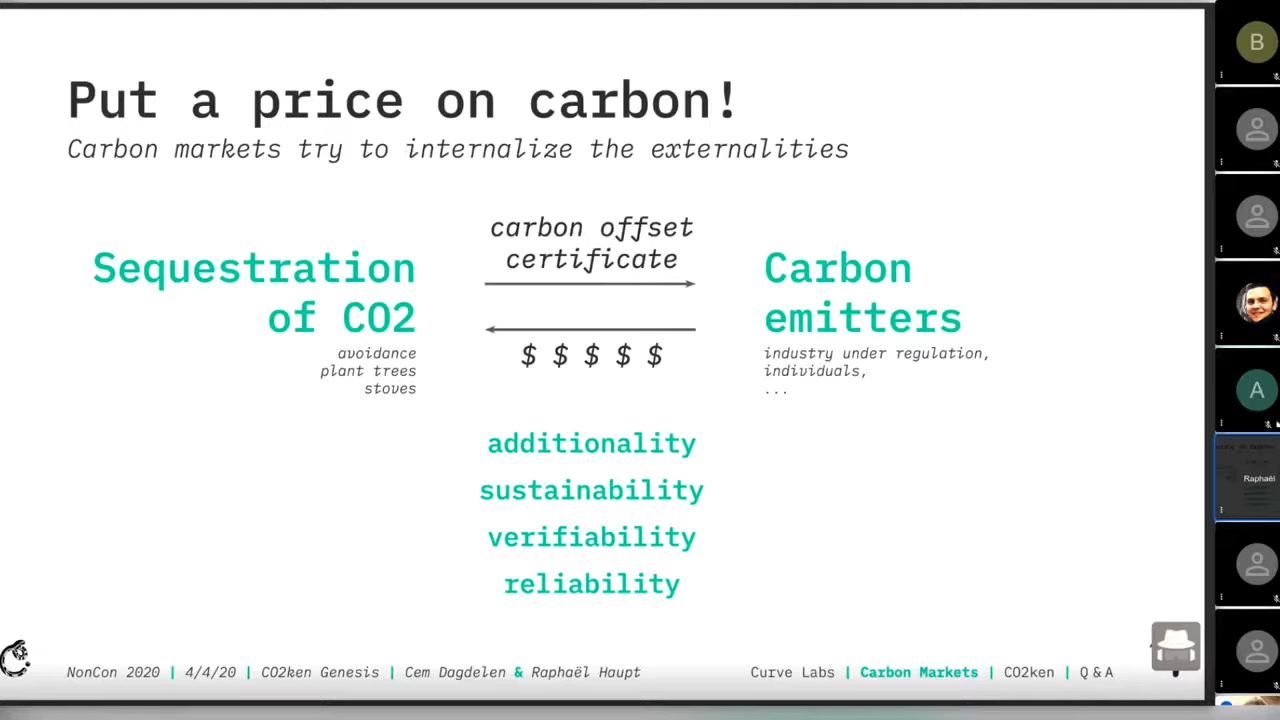 Put a price on carbon!
Carbon markets try to internalize the externalities
carbon offset
certificate
Sequestration
of CO2
avoidance
plant trees
stoves
$ $ $ $ $
Carbon
emitters
industry under regulation,
individuals,
...
additionality
sustainability
verifiability
reliability
NonCon 2020 | 4/4/20 | CO2ken Genesis | Cem Dagdelen & Raphaël Haupt
Curve Labs | Carbon Markets | CO2ken | Q & A
B
A
Raphaël